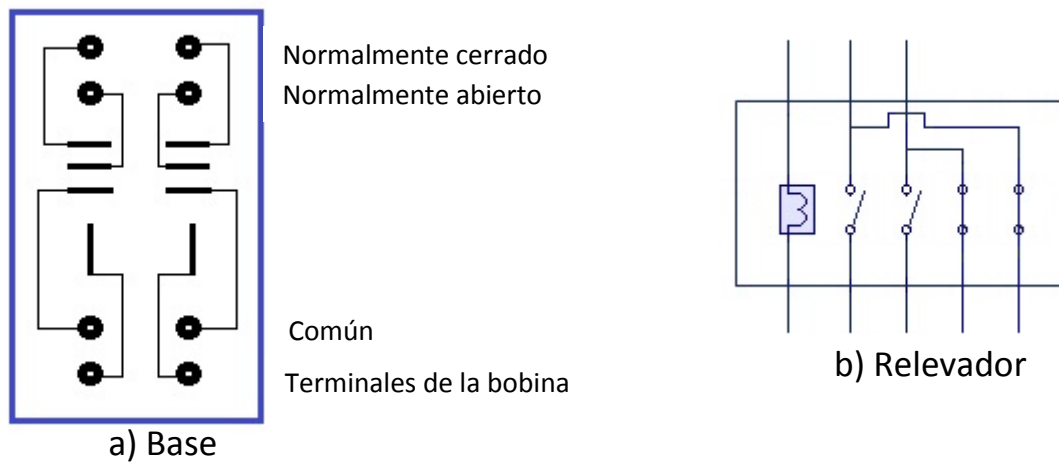 Normalmente cerrado
Normalmente abierto
Común
Terminales de la bobina
a) Base
b) Relevador